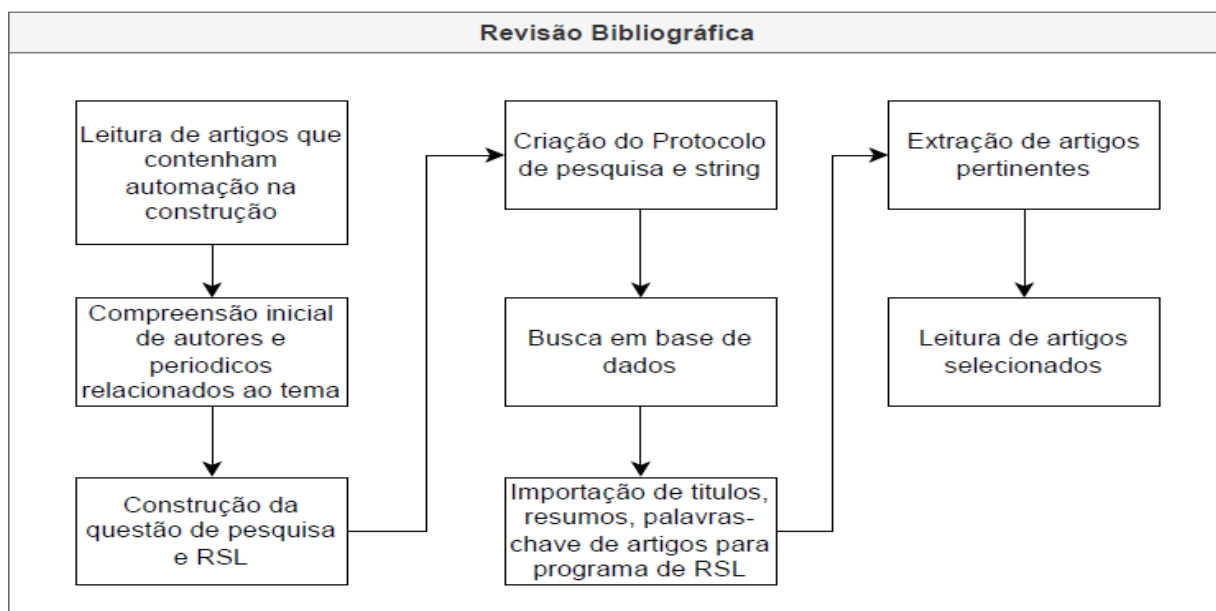 Revisão Bibliográfica
Leitura de artigos que
contenham
automação na
construção
Compreensão inicial
de autores e
periodicos
relacionados ao tema
Construção da
questão de pesquisa
e RSL
Criação do Protocolo
de pesquisa e string
Busca em base de
dados
Importação de titulos,
resumos, palavras-
chave de artigos para
programa de RSL
Extração de artigos
pertinentes
Leitura de artigos
selecionados